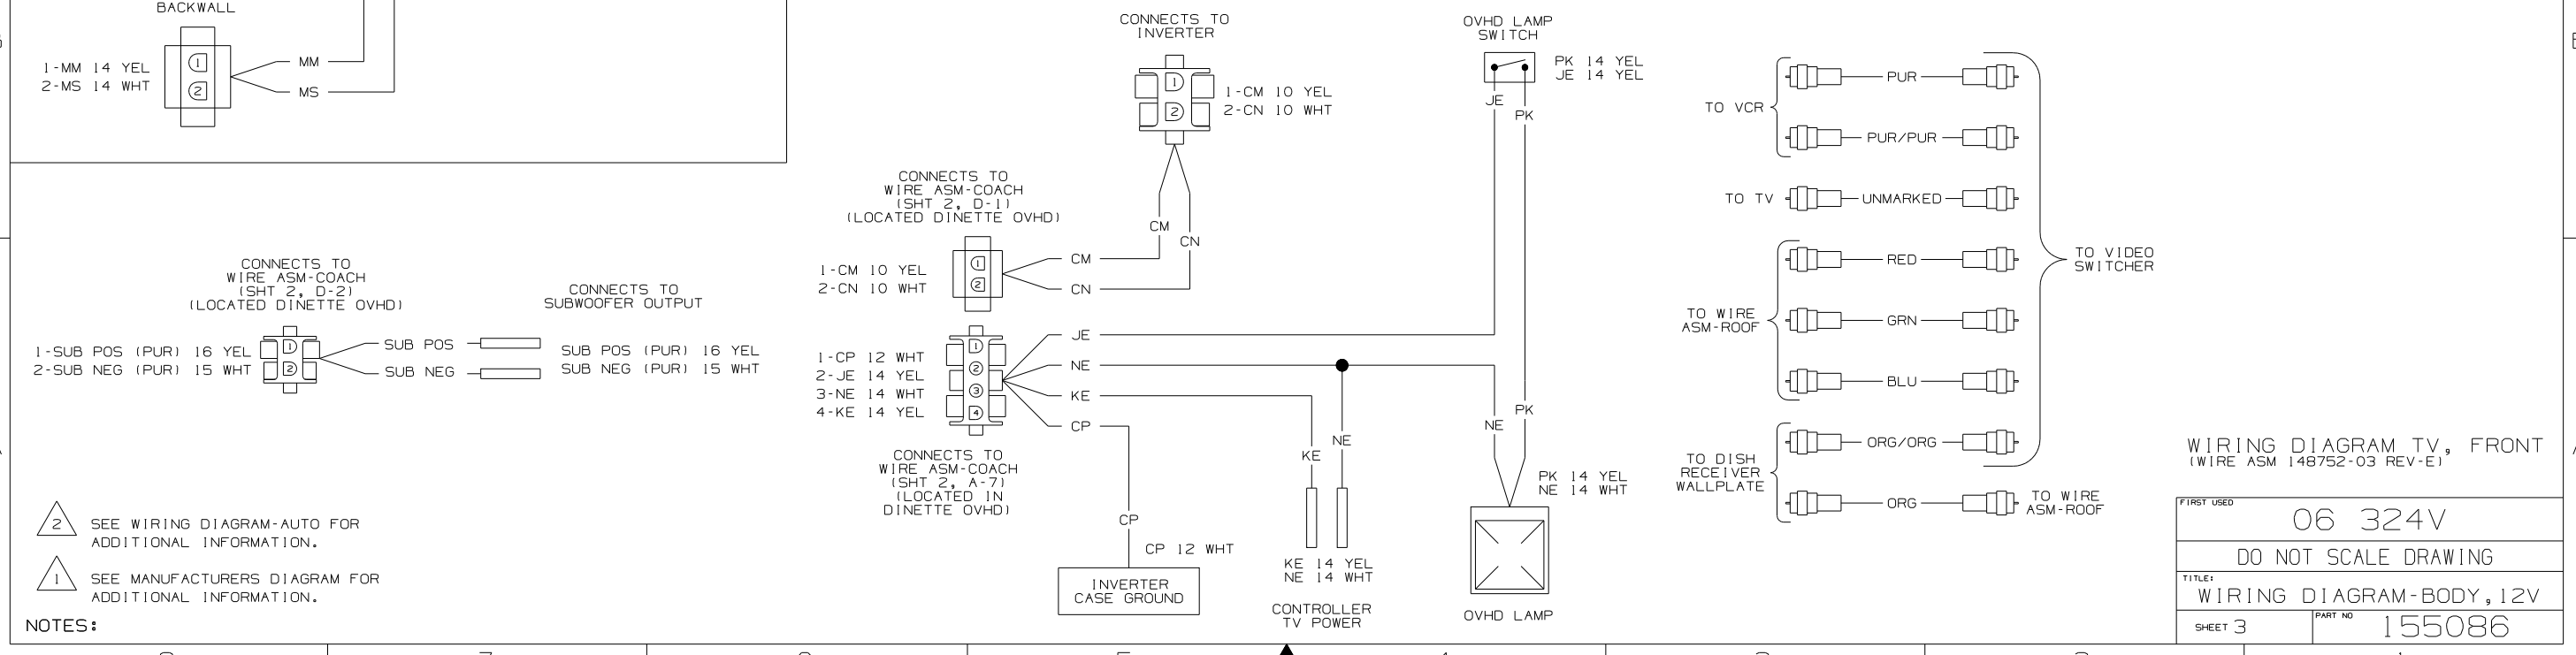 BACKWALL
1-MM 14 YEL
2-MS 14 WHT
1
2
MM
MS
CONNECTS TO
INVERTER
1
2
1-CM 10 YEL
2-CN 10 WHT
CM
CN
OVHD LAMP
SWITCH
PK 14 YEL
JE 14 YEL
JE
PK
CONNECTS TO
WIRE ASM-COACH
(SHT 2, D-1)
(LOCATED DINETTE OVHD)
1-CM 10 YEL
2-CN 10 WHT
1
2
CM
CN
CONNECTS TO
WIRE ASM-COACH
(SHT 2, D-2)
(LOCATED DINETTE OVHD)
CONNECTS TO
SUBWOOFER OUTPUT
1-SUB POS (PUR) 16 YEL
2-SUB NEG (PUR) 15 WHT
1
2
SUB POS
SUB NEG
SUB POS (PUR) 16 YEL
SUB NEG (PUR) 15 WHT
1-CP 12 WHT
2-JE 14 YEL
3-NE 14 WHT
4-KE 14 YEL
1
2
3
4
JE
NE
KE
CP
CONNECTS TO
WIRE ASM-COACH
(SHT 2, A-7)
(LOCATED IN
DINETTE OVHD)
CP
CP 12 WHT
INVERTER
CASE GROUND
KE
NE
KE 14 YEL
NE 14 WHT
CONTROLLER
TV POWER
NE
PK
PK 14 YEL
NE 14 WHT
OVHD LAMP
TO VCR
PUR
PUR/PUR
TO TV
UNMARKED
TO WIRE
ASM-ROOF
RED
GRN
BLU
TO DISH
RECEIVER
WALLPLATE
ORG/ORG
ORG
TO VIDEO
SWITCHER
TO WIRE
ASM-ROOF
2
SEE WIRING DIAGRAM-AUTO FOR
ADDITIONAL INFORMATION.
1
SEE MANUFACTURERS DIAGRAM FOR
ADDITIONAL INFORMATION.
NOTES:
WIRING DIAGRAM TV, FRONT
(WIRE ASM 148752-03 REV-E)
FIRST USED
06 324V
DO NOT SCALE DRAWING
TITLE:
WIRING DIAGRAM-BODY,12V
SHEET 3
PART NO
155086